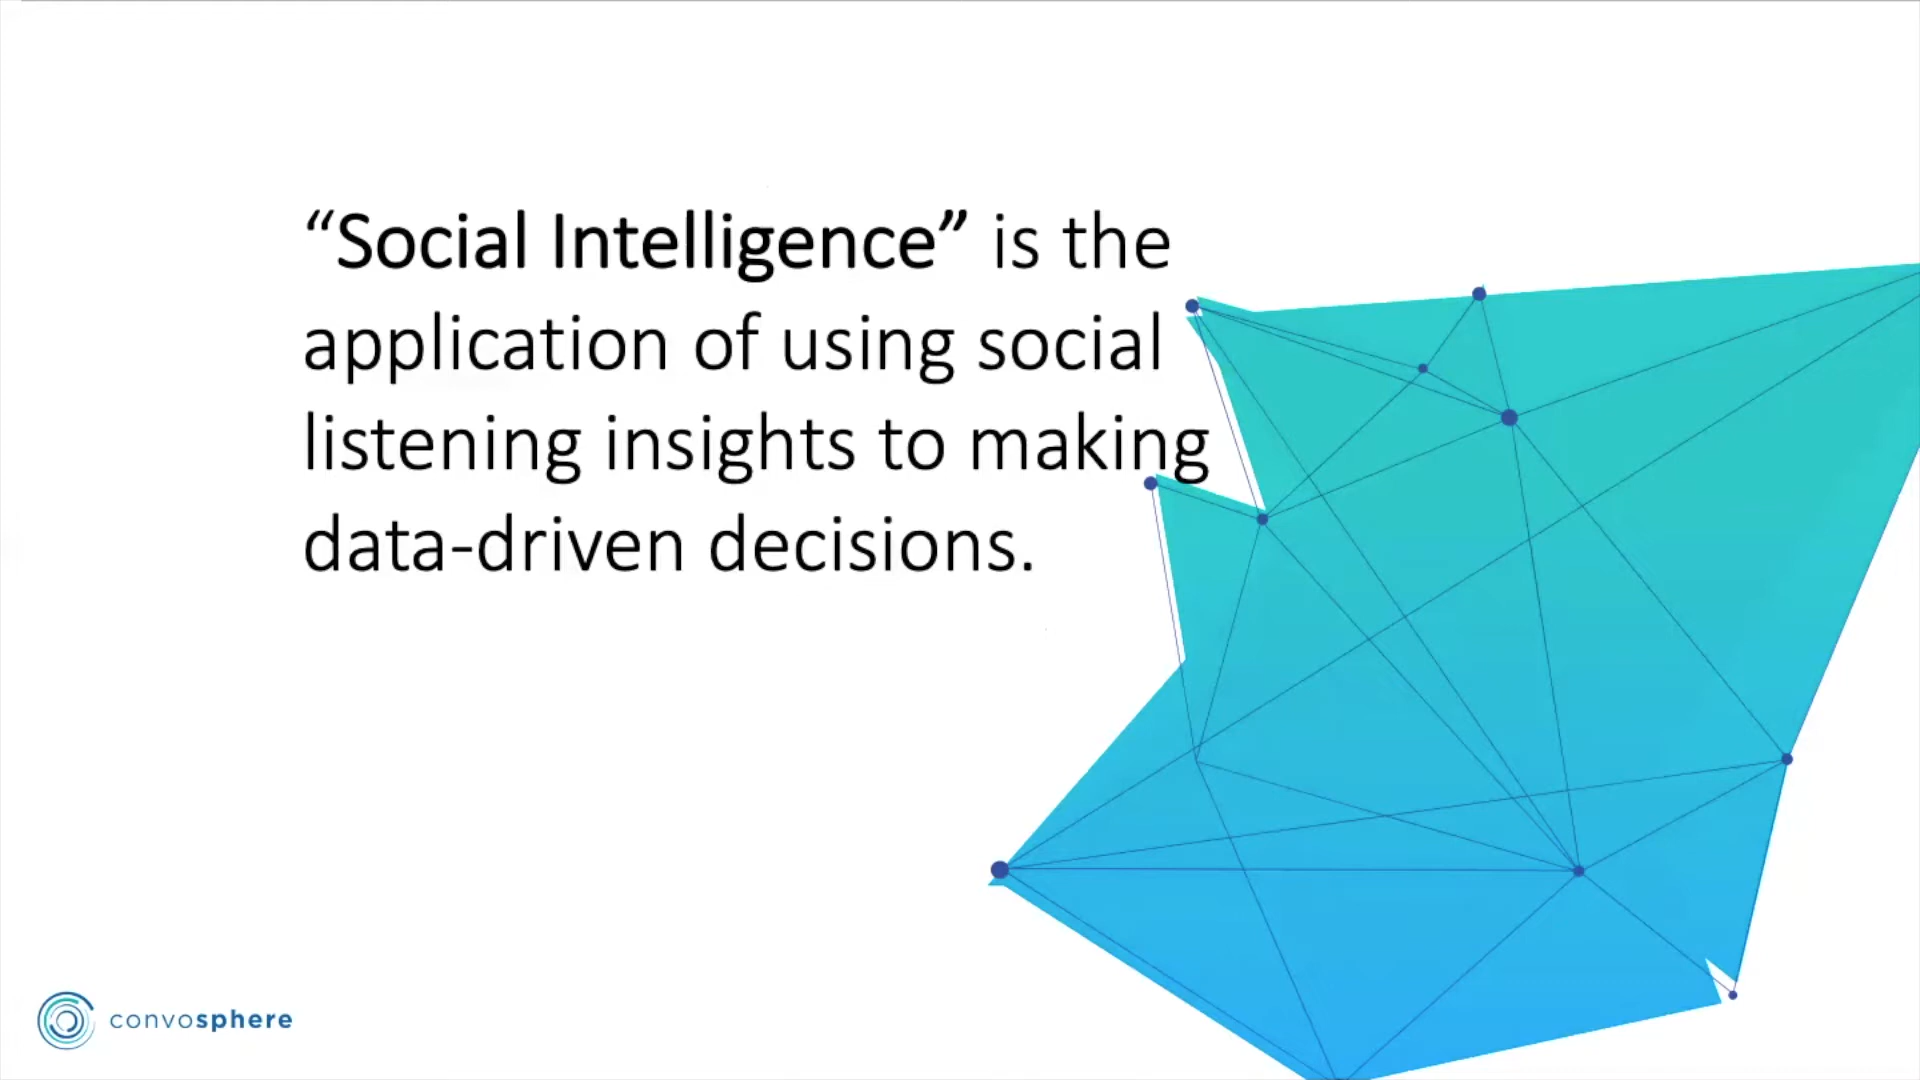 “Social Intelligence” is the
application of using social
listening insights to making
data-driven decisions.
convosphere